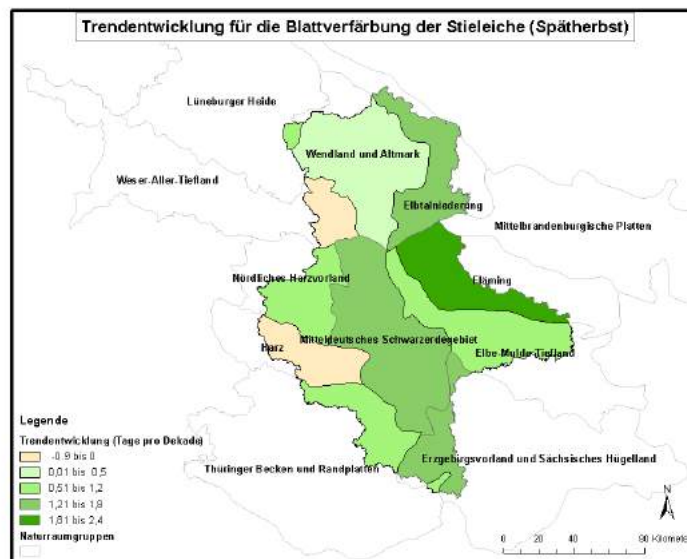 Trendentwicklung für die Blattverfärbung der Stieleiche (Spätherbst)
Lüneburger Heide
Wendland und Altmark
Weser-Aller-Tiefland
Elbtalniederung
Mittelbrandenburgische Platten
Nördliches Harzvorland
Fläming
Harz
Mitteldeutsches Schwarzerdegebiet
Elbe-Mulde-Tiefland
Legende
Trendentwicklung (Tage pro Dekade)
-0.9 bis 0
0,01 bis 0,5
0,51 bis 1,2
1,21 bis 1,8
1,81 bis 2,4
Naturraumgruppen
Thüringer Becken und Randplatten
Erzgebirgsvorland und Sächsisches Hügelland
N
0 20 40 80 Kilometer